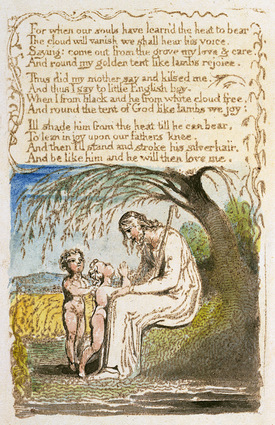 For when our souls have learn'd the heat to bear
The cloud will vanish we shall hear his voice,
Saying: come out from the grove my love & care,
And round my golden tent like lambs rejoice.
Thus did my mother say and kissed me,
And thus I say to little English boy.
When I from black and he from white cloud free,
And round the tent of God like lambs we joy:
Ill shade him from the heat till he can bear,
To lean in joy upon our fathers knee.
And then I'll stand and stroke his silver hair,
And be like him and he will then love me.